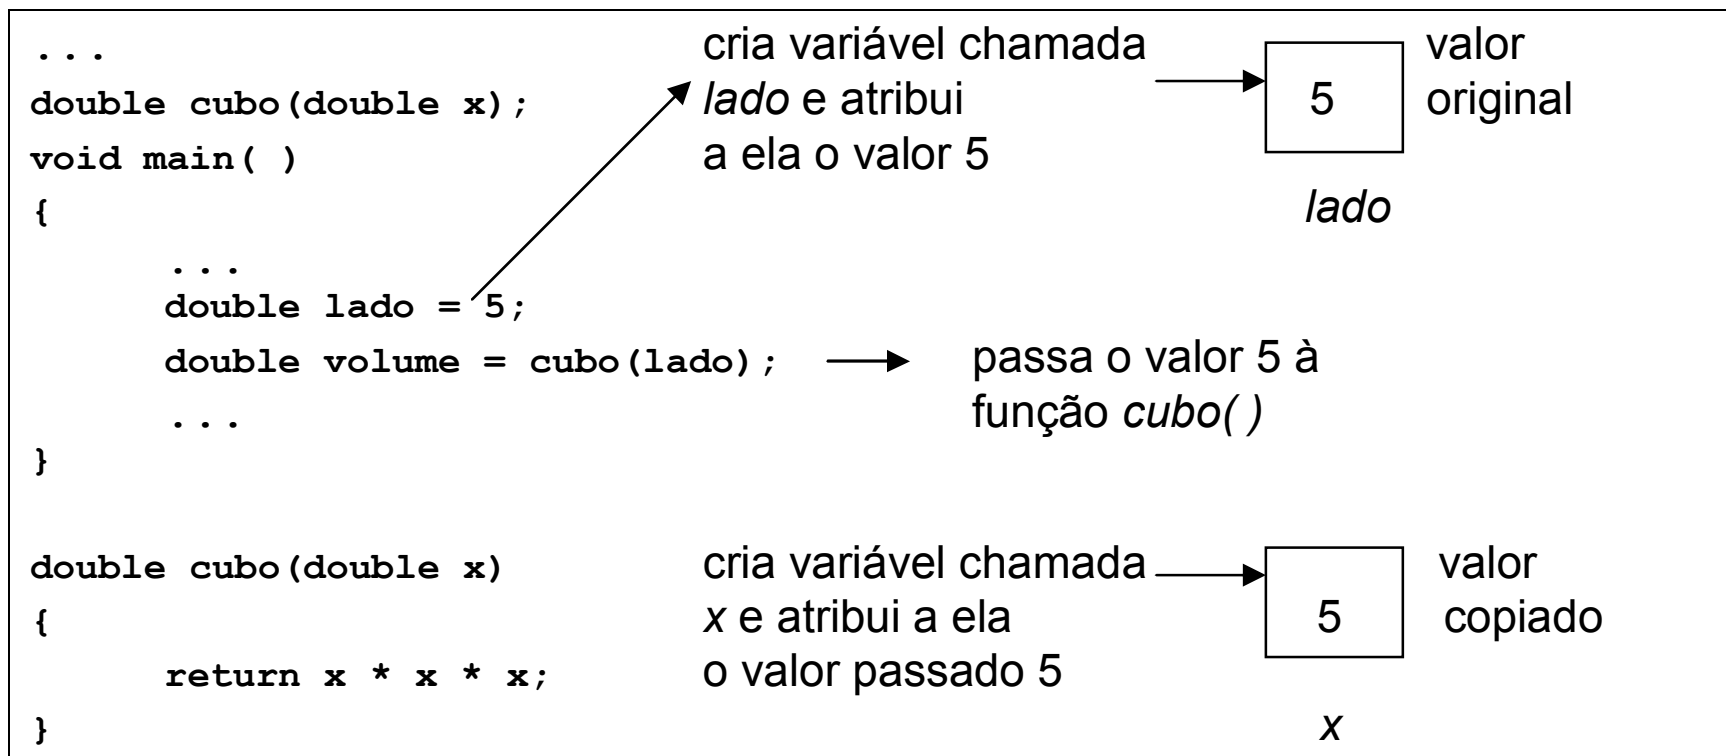 ...
double cubo(double x);
void main( )
{
...
double lado = 5;
double volume = cubo(lado);
...
}
double cubo(double x)
{
return x * x * x;
}
cria variável chamada
lado e atribui
a ela o valor 5
5
valor
original
lado
passa o valor 5 à
função cubo( )
cria variável chamada
x e atribui a ela
o valor passado 5
5
valor
copiado
x